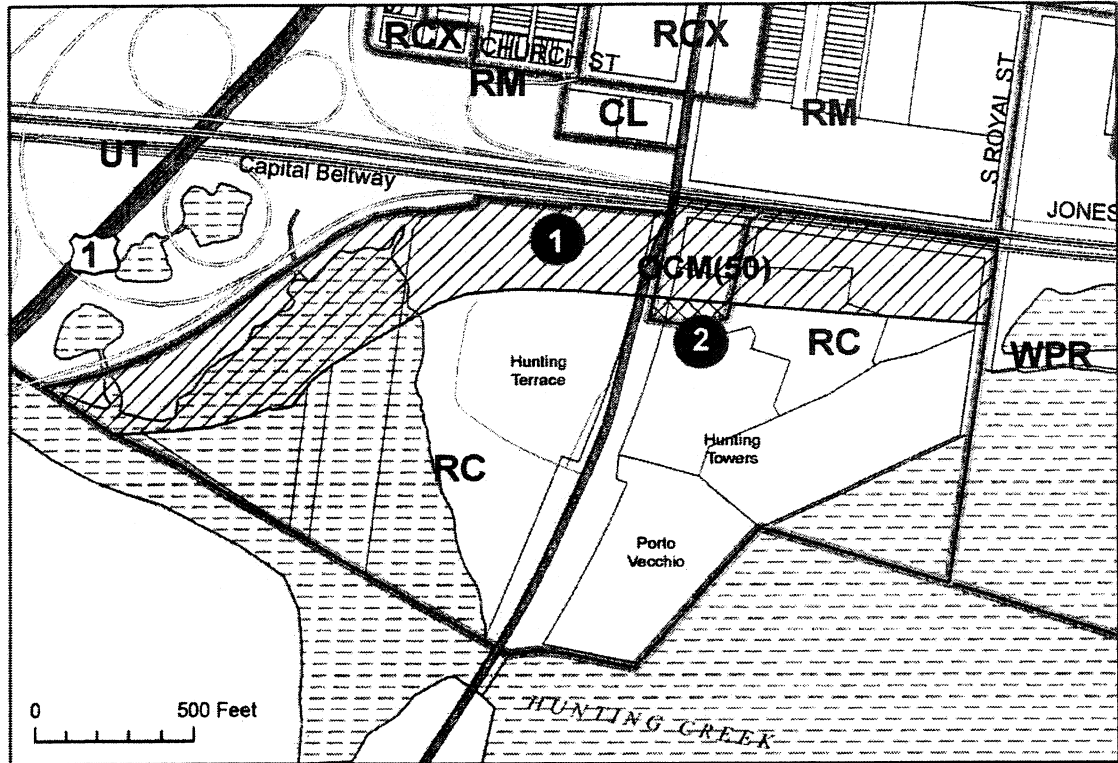 RCX
RCX
CHURCH ST
RM
CL
RM
S ROYAL ST
UT
Capital Beltway
JONES
1
1
OCM(50)
2
RC
WPR
Hunting
Terrace
Hunting
Towers
RC
Porto
Vecchio
0 500 Feet
HUNTING CREEK